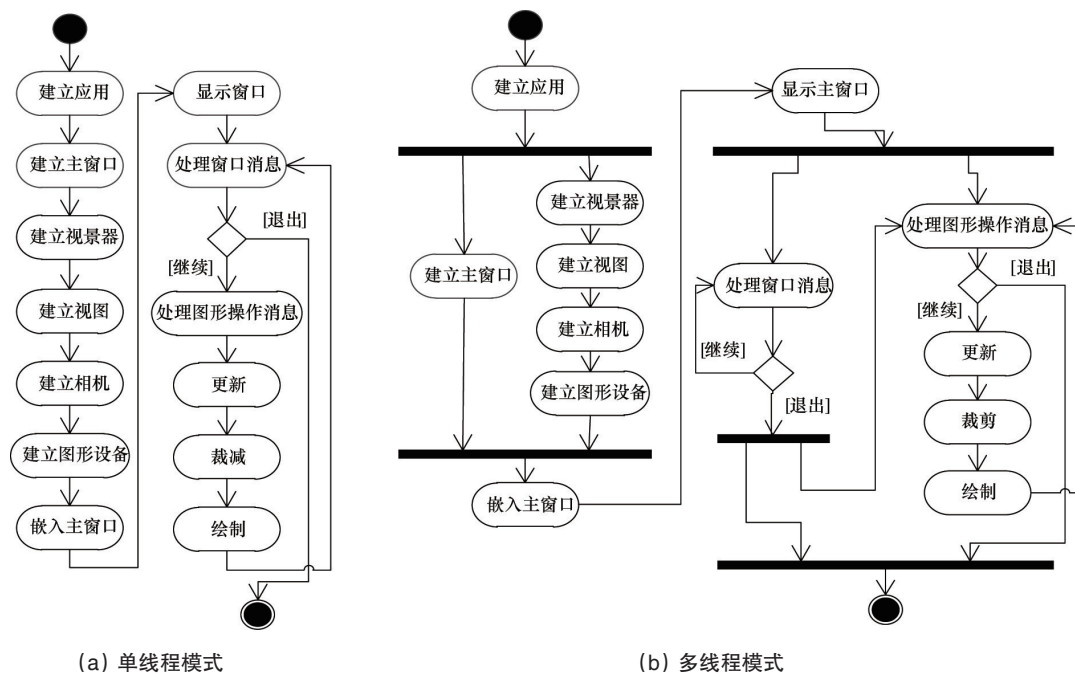 建立应用
建立主窗口
建立视景器
建立视图
建立相机
建立图形设备
嵌入主窗口
显示窗口
处理窗口消息
[退出]
[继续]
处理图形操作消息
更新
裁减
绘制
(a) 单线程模式
建立应用
建立主窗口
建立视景器
建立视图
建立相机
建立图形设备
嵌入主窗口
显示主窗口
处理窗口消息
[继续]
[退出]
处理图形操作消息
[退出]
[继续]
更新
裁剪
绘制
(b) 多线程模式